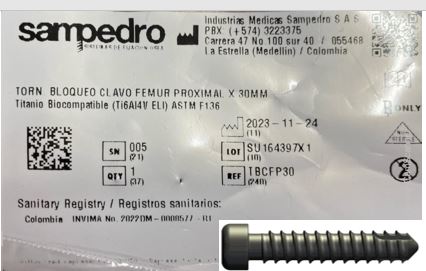 sampedro
Industrias Medicas Sampedro S A S
PBX: (+574) 3223375
Carrera 47 No 100 sur 40 / 055468
La Estrella (Medellin) / Colombia
TORN BLOQUEO CLAVO FEMUR PROXIMAL X 30MM
Titanio Biocompatible (Ti6Al4V ELI) ASTM F136
ONLY
2023-11-24
(11)
SN 005
(21)
LOT SU164397X1
(10)
QTY 1
(37)
REF TBCFP30
(240)
Sanitary Registry / Registros sanitarios:
Colombia INVIMA No. 2022DM-0000577